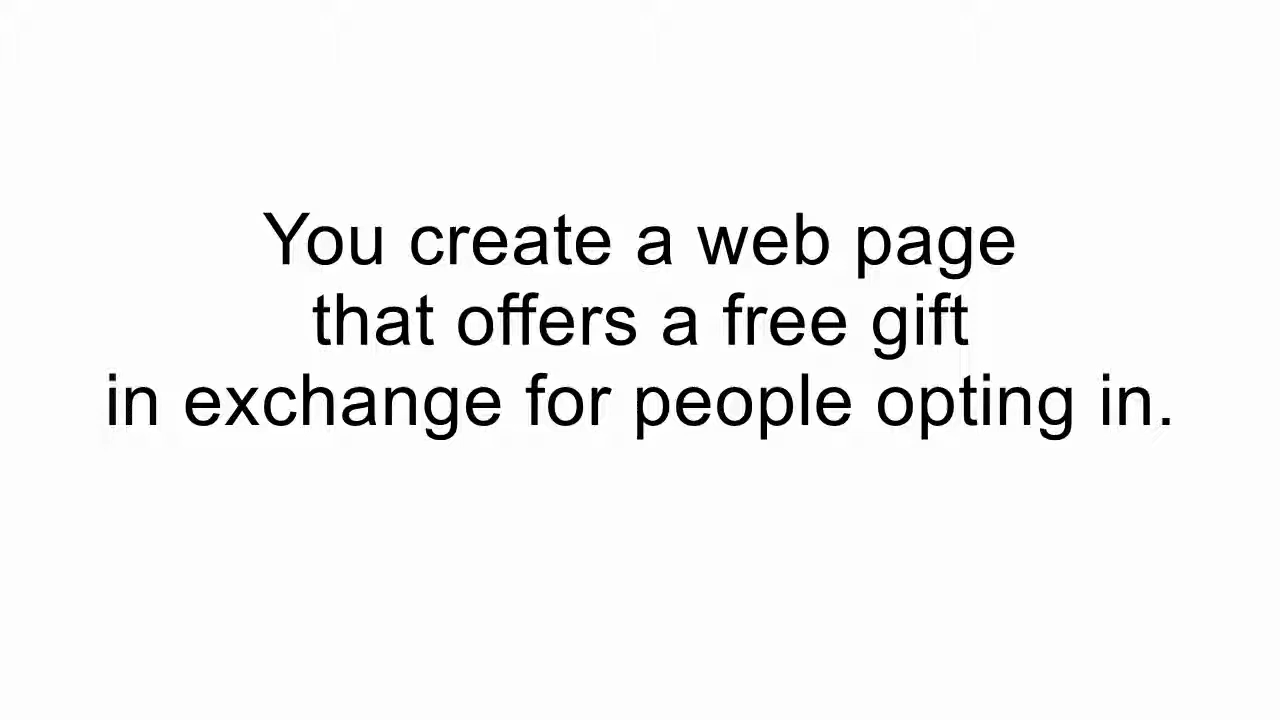 You create a web page
that offers a free gift
in exchange for people opting in.